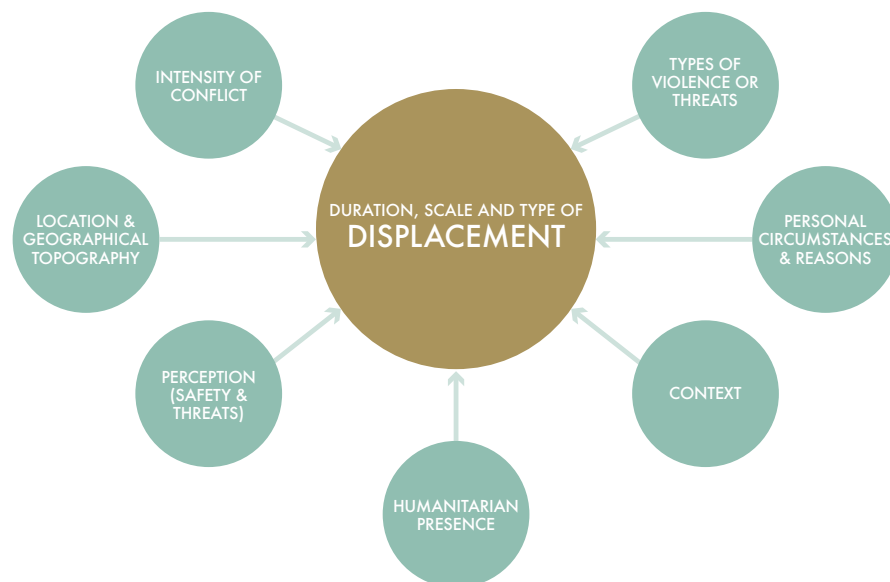 INTENSITY OF
CONFLICT
TYPES OF
VIOLENCE OR
THREATS
DURATION, SCALE AND TYPE OF
DISPLACEMENT
LOCATION &
GEOGRAPHICAL
TOPOGRAPHY
PERSONAL
CIRCUMSTANCES
& REASONS
PERCEPTION
(SAFETY &
THREATS)
CONTEXT
HUMANITARIAN
PRESENCE